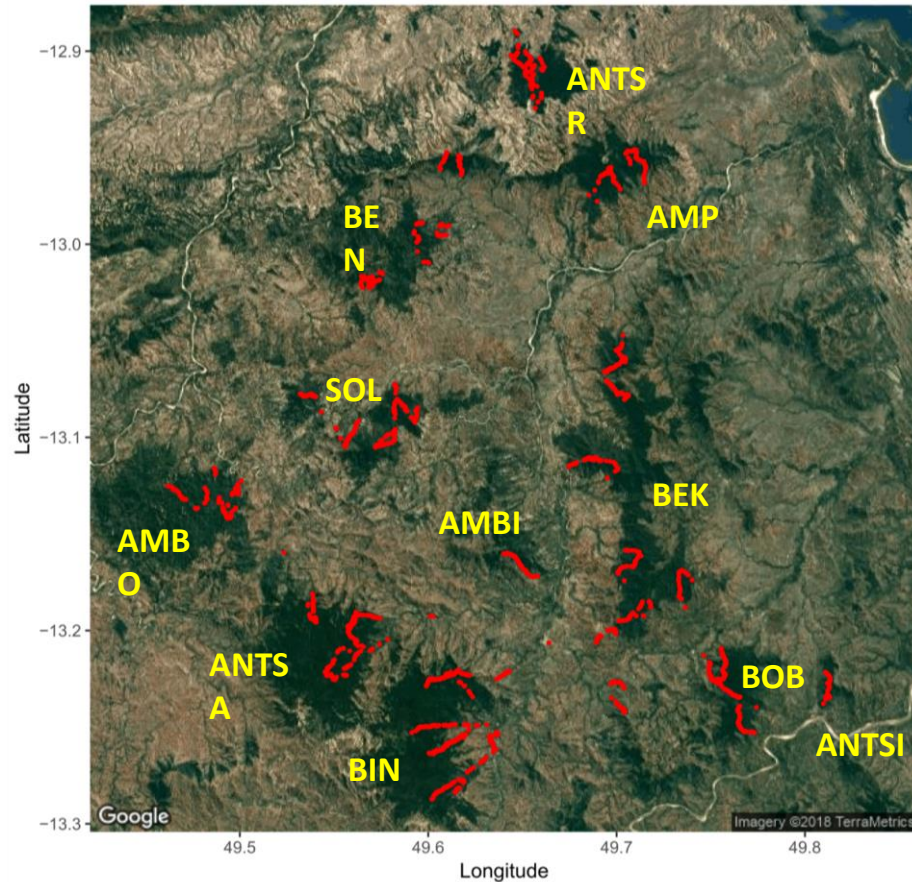 −12.9
ANTS
R
BE
N
AMP
−13.0
SOL
−13.1
AMBI
BEK
AMB
O
−13.2
ANTS
A
BOB
BIN
ANTSI
Google
Imagery ©2018 TerraMetrics
−13.3
49.5
49.6
49.7
49.8
Latitude
Longitude